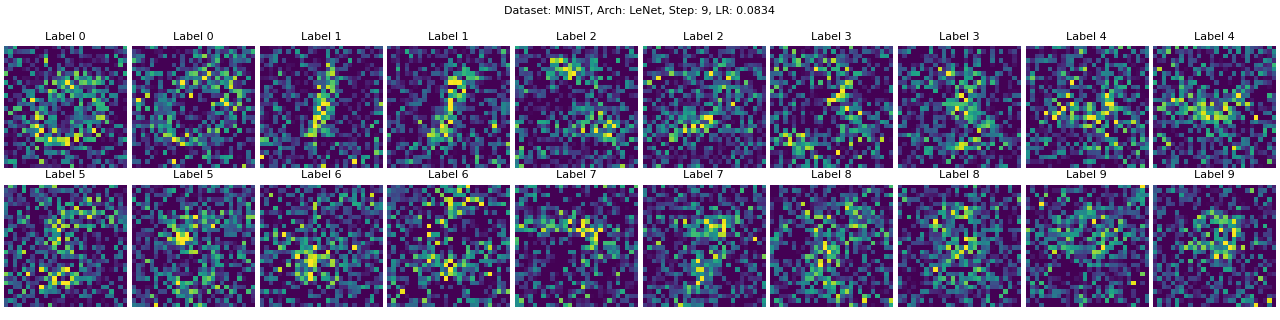 Dataset: MNIST, Arch: LeNet, Step: 9, LR: 0.0834
Label 0 Label 0 Label 1 Label 1 Label 2 Label 2 Label 3 Label 3 Label 4 Label 4
Label 5 Label 5 Label 6 Label 6 Label 7 Label 7 Label 8 Label 8 Label 9 Label 9